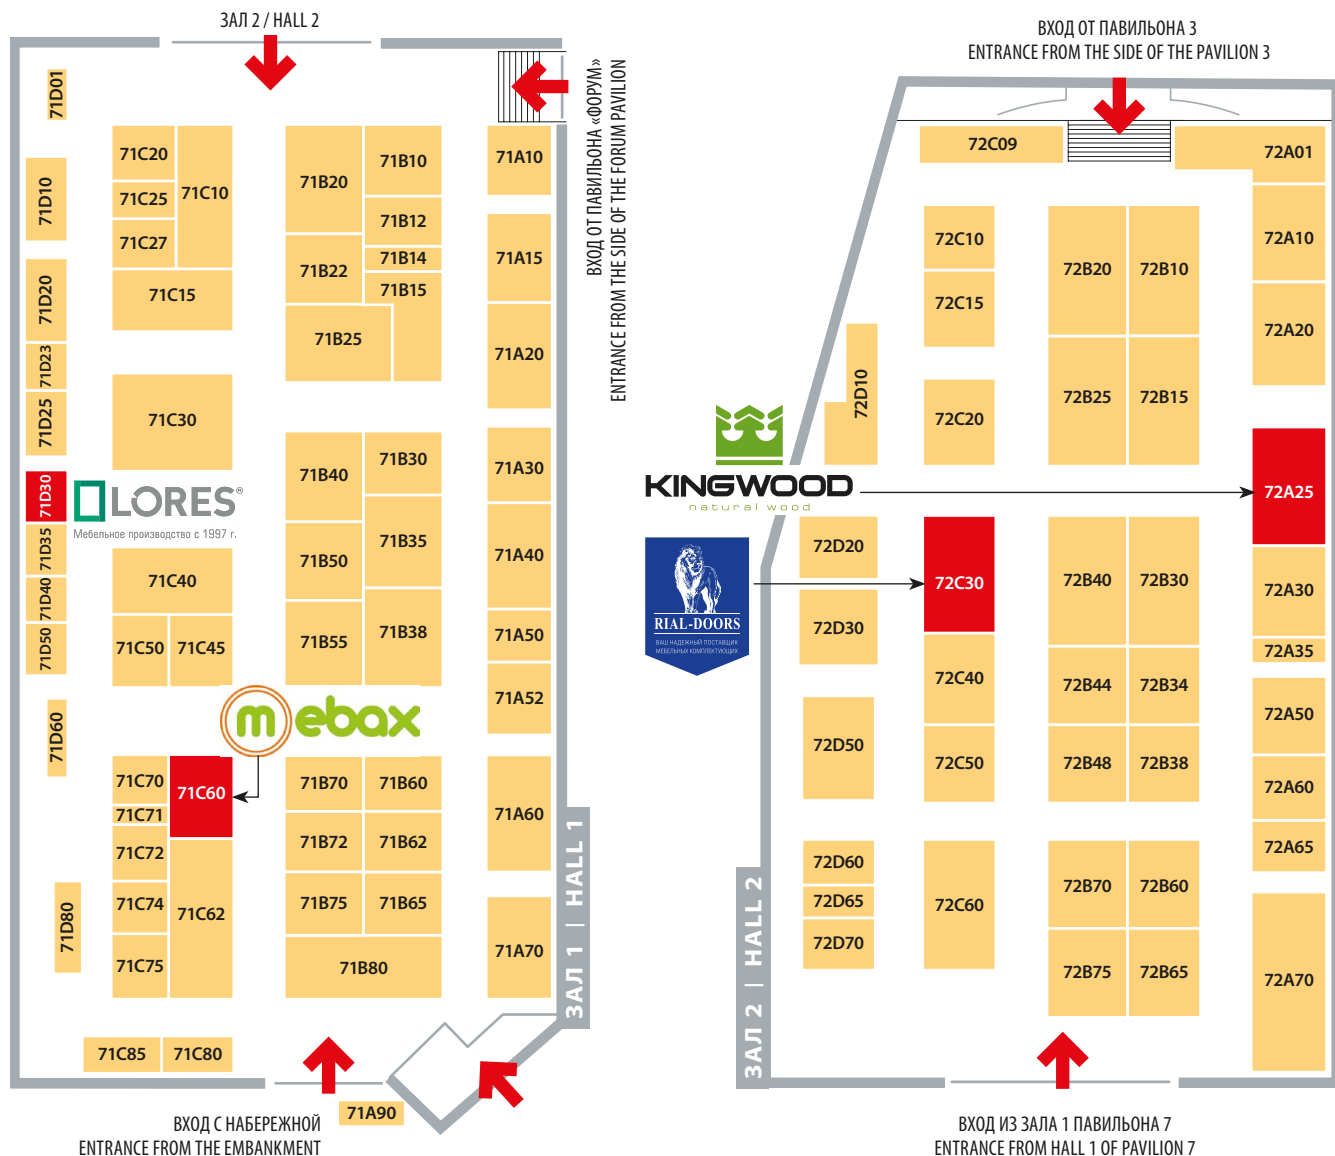 ЗАЛ 2 / HALL 2
ВХОД ОТ ПАВИЛЬОНА «ФОРУМ»
ENTRANCE FROM THE SIDE OF THE FORUM PAVILION
71D01
71D10
71D20
71D23
71D25
71D30
71D35
71D40
71D50
71D60
71D80
71C20
71C10
71C25
71C27
71C15
71C30
LORES®
Мебельное производство с 1997 г.
71C40
71C50
71C45
mebax
71C70
71C60
71C71
71C72
71C74
71C62
71C75
71C85
71C80
71B20
71B10
71B12
71B22
71B14
71B15
71B25
71B40
71B30
71B50
71B35
71B55
71B38
71B70
71B60
71B72
71B62
71B75
71B65
71B80
71A10
71A15
71A20
71A30
71A40
71A50
71A52
71A60
71A70
71A90
ЗАЛ 1 | HALL 1
ВХОД С НАБЕРЕЖНОЙ
ENTRANCE FROM THE EMBANKMENT
ВХОД ОТ ПАВИЛЬОНА 3
ENTRANCE FROM THE SIDE OF THE PAVILION 3
72C09
72A01
72C10
72B20
72B10
72A10
72C15
72A20
72D10
72C20
72B25
72B15
KINGWOOD
natural wood
72A25
RIAL-DOORS
ВАШ НАДЕЖНЫЙ ПОСТАВЩИК
МЕБЕЛЬНЫХ КОМПЛЕКТУЮЩИХ
72D20
72C30
72B40
72B30
72A30
72D30
72A35
72C40
72B44
72B34
72A50
72D50
72C50
72B48
72B38
72A60
72A65
72D60
72D65
72D70
72C60
72B70
72B60
72B75
72B65
72A70
ЗАЛ 2 | HALL 2
ВХОД ИЗ ЗАЛА 1 ПАВИЛЬОНА 7
ENTRANCE FROM HALL 1 OF PAVILION 7